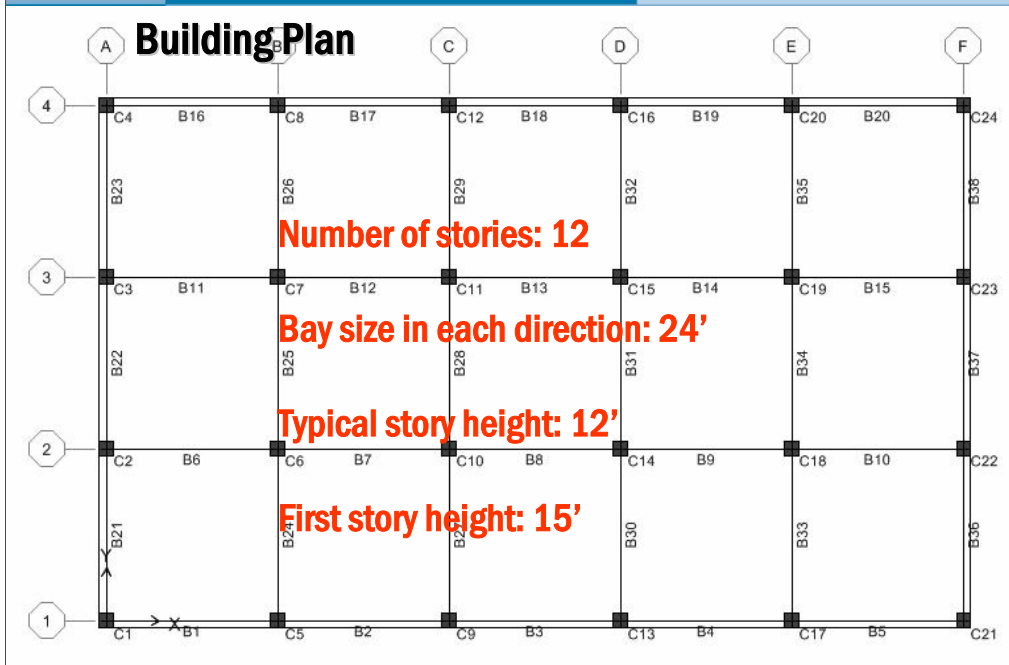 Building Plan
A B C D E F
4
C4 B16 C8 B17 C12 B18 C16 B19 C20 B20 C24
B23 B26 B29 B32 B35 B38
Number of stories: 12
3
C3 B11 C7 B12 C11 B13 C15 B14 C19 B15 C23
Bay size in each direction: 24’
B22 B25 B28 B31 B34 B37
Typical story height: 12’
2
C2 B6 C6 B7 C10 B8 C14 B9 C18 B10 C22
First story height: 15’
B21 B24 B30 B33 B36
Y
X
1
C1 B1 C5 B2 C9 B3 C13 B4 C17 B5 C21